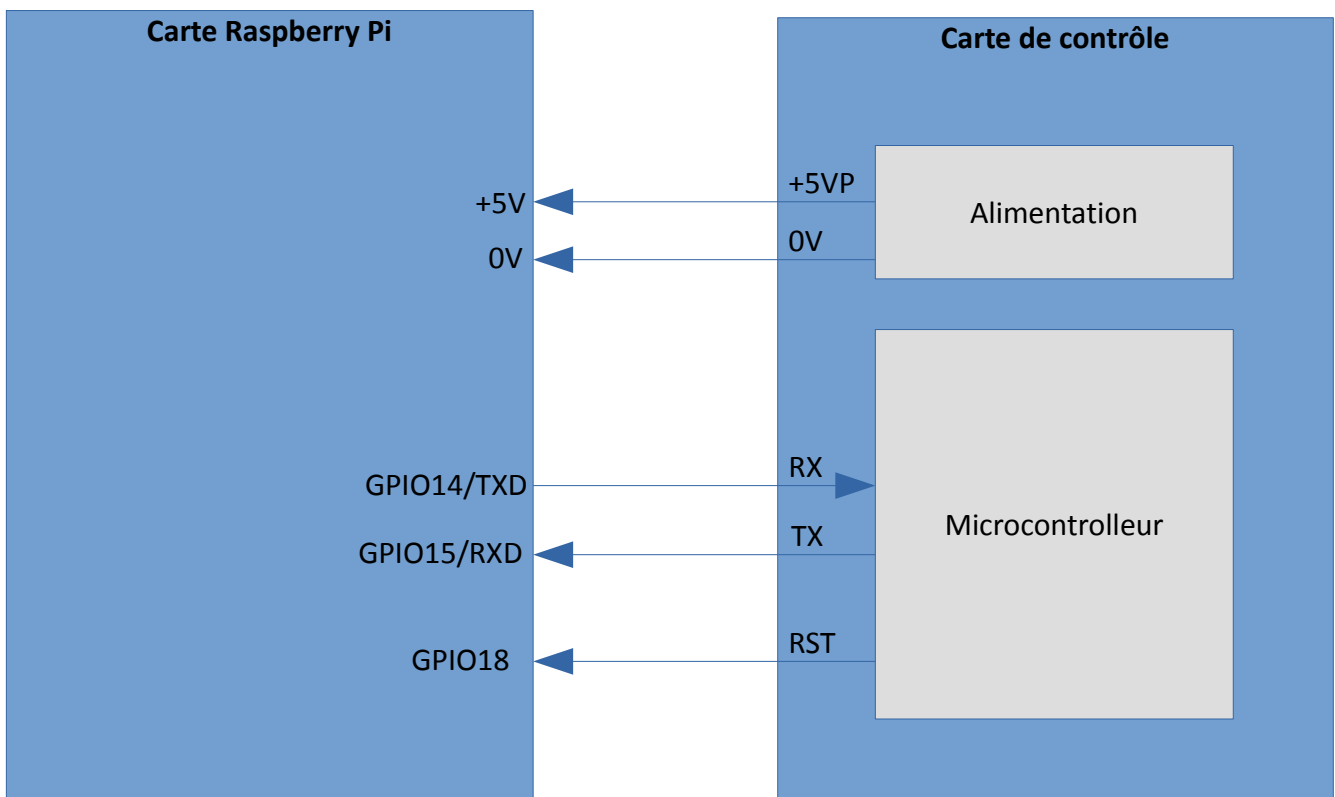 Carte Raspberry Pi
Carte de contrôle
+5V
+5VP
0V
0V
Alimentation
GPIO14/TXD
RX
GPIO15/RXD
TX
GPIO18
RST
Microcontrolleur